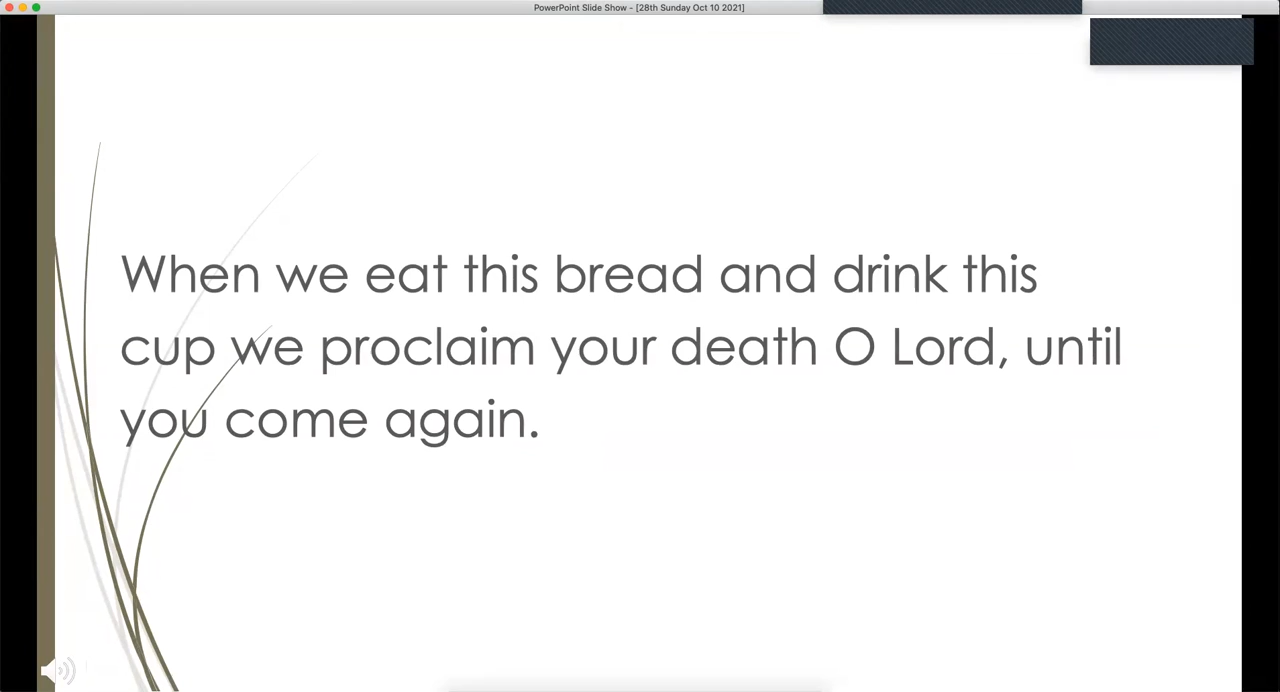 PowerPoint Slide Show - [28th Sunday Oct 10 2021]
When we eat this bread and drink this
cup we proclaim your death O Lord, until
you come again.